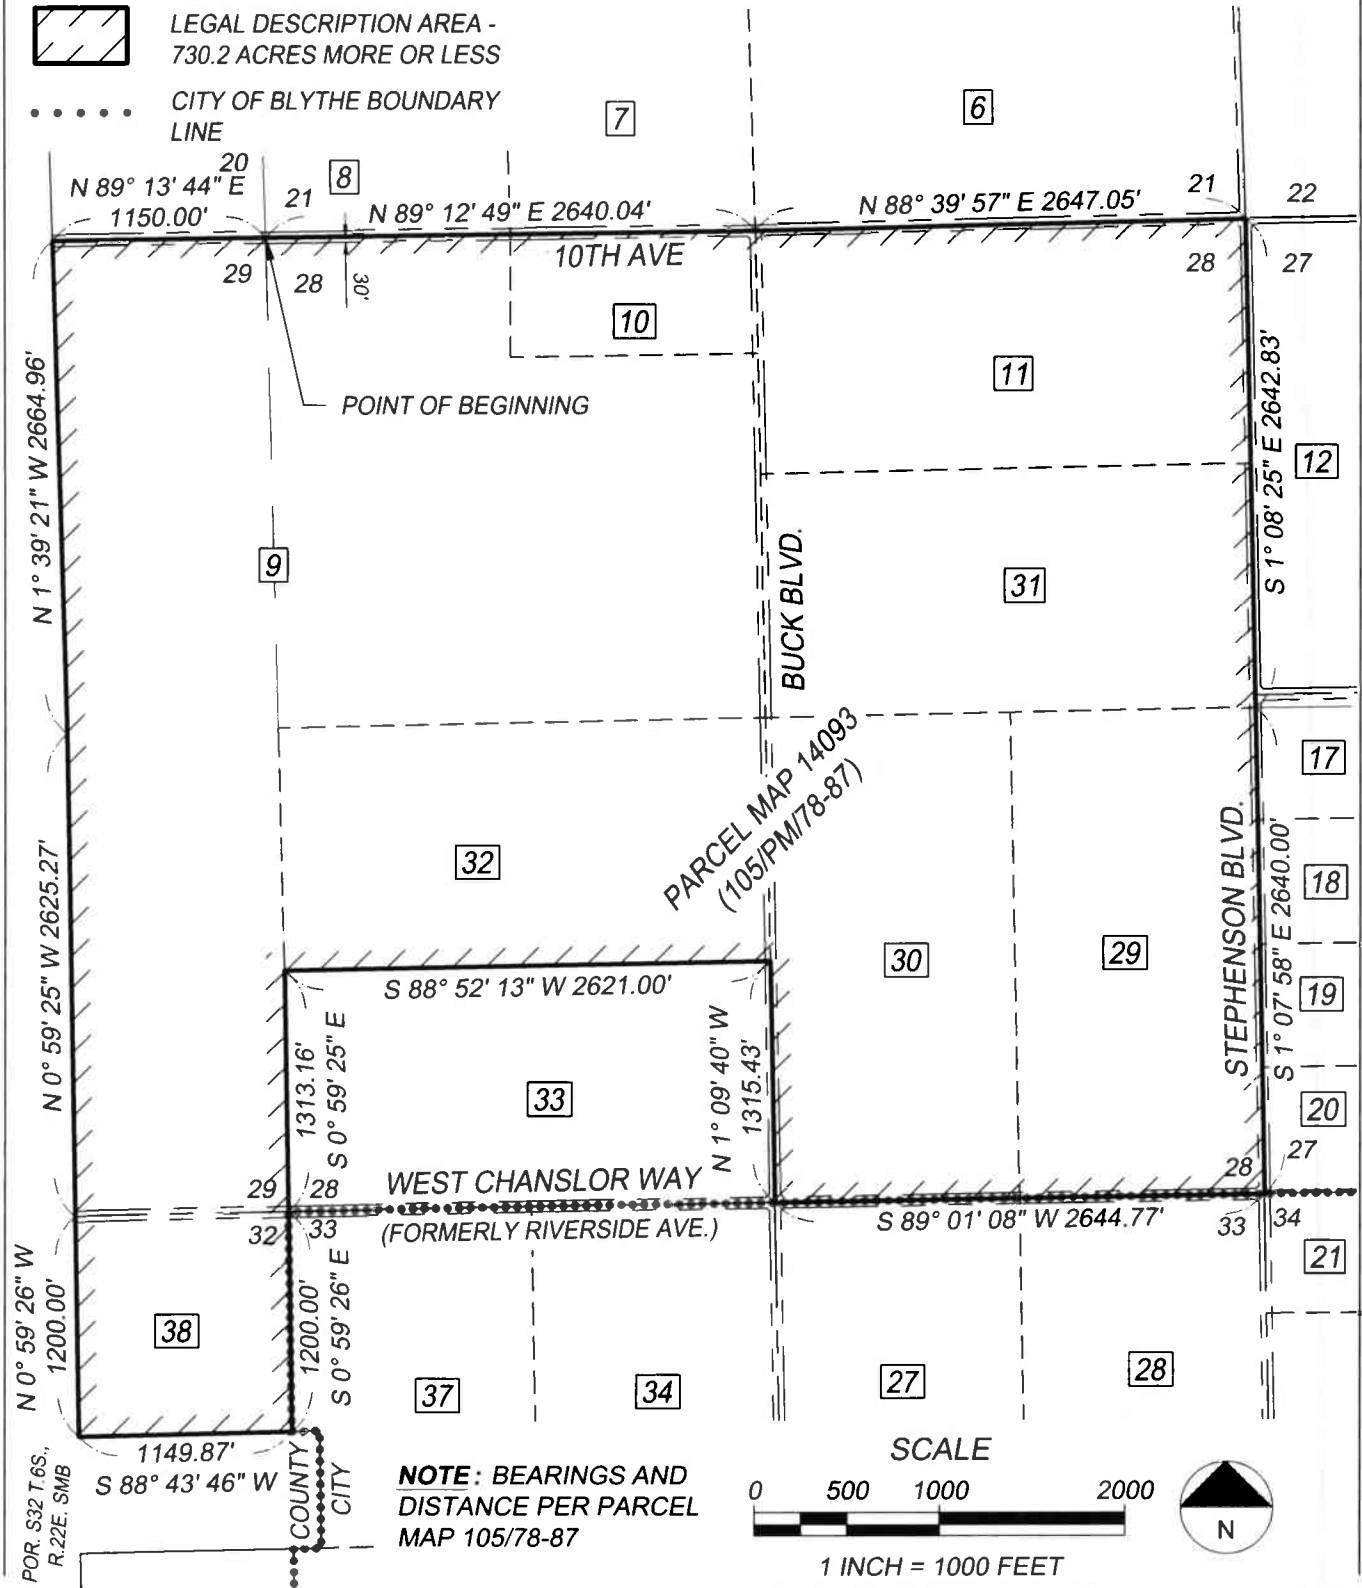 LEGAL DESCRIPTION AREA -
730.2 ACRES MORE OR LESS
CITY OF BLYTHE BOUNDARY
LINE
7
6
8
20
21
N 89° 13' 44" E
1150.00'
N 89° 12' 49" E 2640.04'
N 88° 39' 57" E 2647.05'
21
22
10TH AVE
29
28
30'
28
27
10
11
POINT OF BEGINNING
N 1° 39' 21" W 2664.96'
S 1° 08' 25" E 2642.83'
12
9
31
BUCK BLVD.
17
PARCEL MAP 14093
(105/PM/78-87)
32
18
STEPHENSON BLVD.
S 1° 07' 58" E 2640.00'
N 0° 59' 25" W 2625.27'
30
29
19
S 88° 52' 13" W 2621.00'
1313.16'
S 0° 59' 25" E
N 1° 09' 40" W
1315.43'
33
20
29
28
WEST CHANSLOR WAY
28
27
32
33
(FORMERLY RIVERSIDE AVE.)
S 89° 01' 08" W 2644.77'
33
34
21
N 0° 59' 26" W
1200.00'
38
1200.00'
S 0° 59' 26" E
37
34
27
28
1149.87'
S 88° 43' 46" W
COUNTY
CITY
POR. S32 T.6S.,
R.22E. SMB
NOTE: BEARINGS AND
DISTANCE PER PARCEL
MAP 105/78-87
SCALE
0 500 1000 2000
1 INCH = 1000 FEET
N